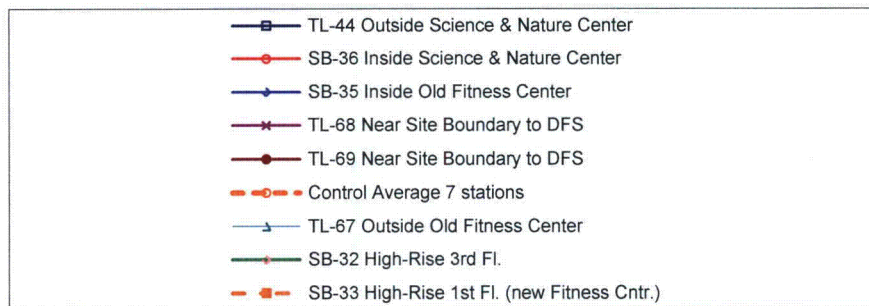 TL-44 Outside Science & Nature Center
SB-36 Inside Science & Nature Center
SB-35 Inside Old Fitness Center
TL-68 Near Site Boundary to DFS
TL-69 Near Site Boundary to DFS
Control Average 7 stations
TL-67 Outside Old Fitness Center
SB-32 High-Rise 3rd Fl.
SB-33 High-Rise 1st Fl. (new Fitness Cntr.)